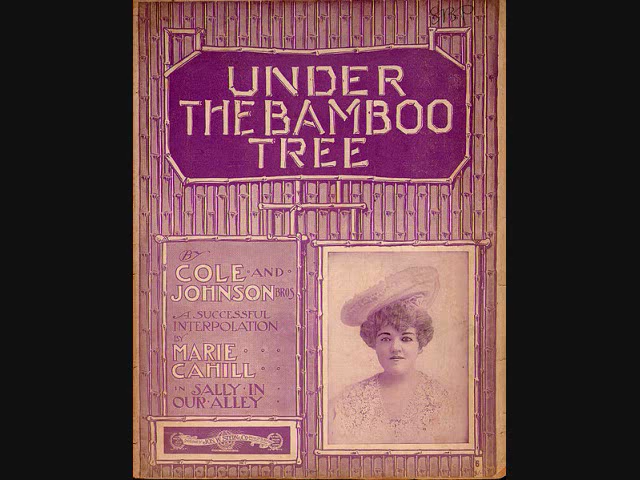 UNDER
THE BAMBOO
TREE
BY
COLE AND
JOHNSON BROS
A SUCCESSFUL
INTERPOLATION
BY
MARIE
CAHILL
IN SALLY IN
OUR ALLEY